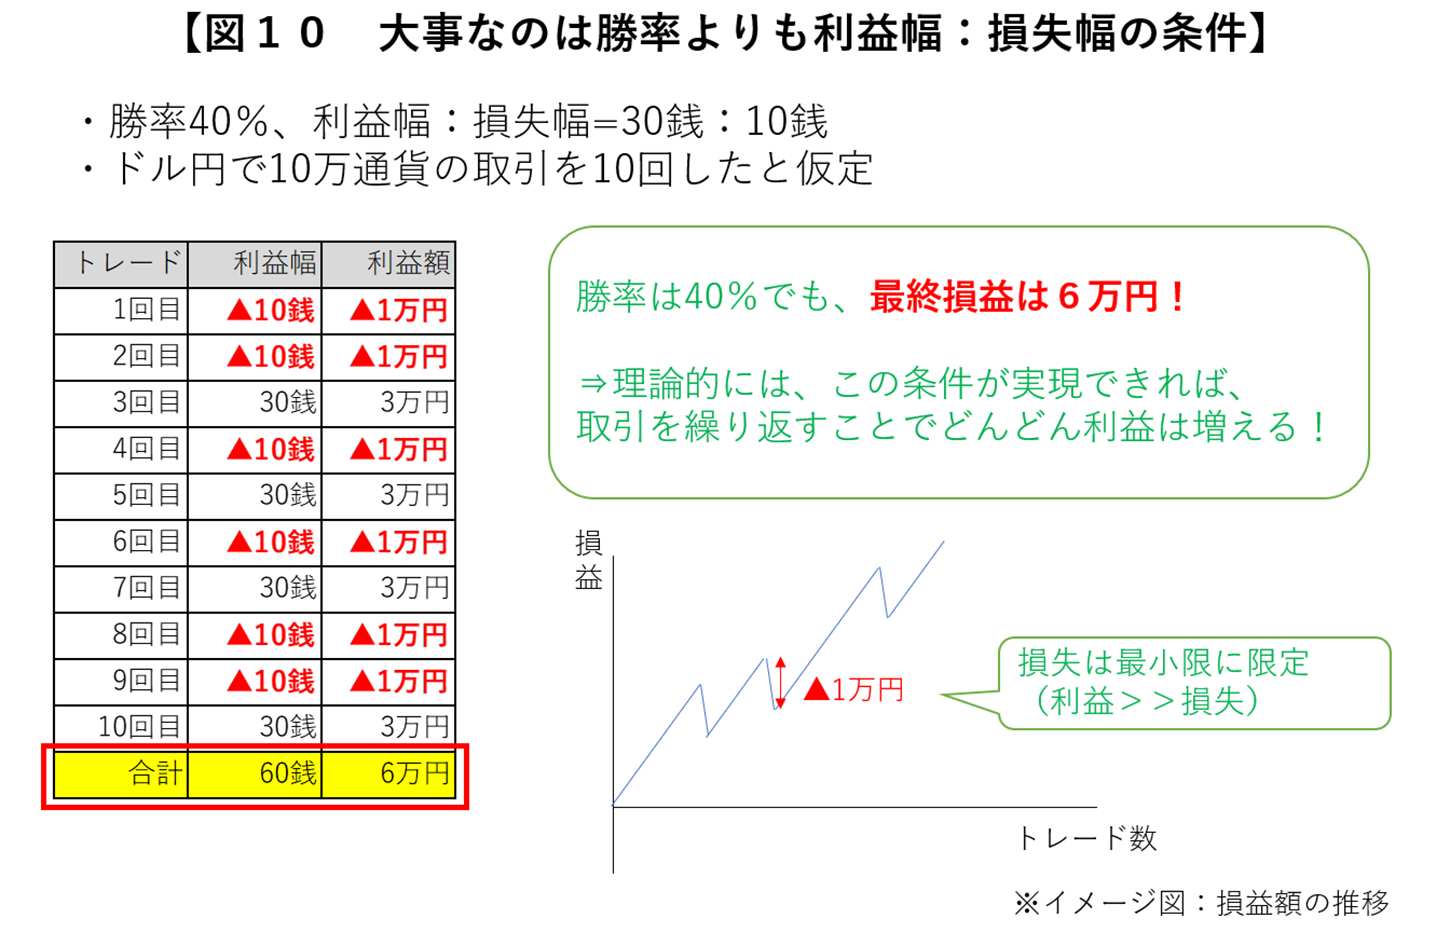 【図１０　大事なのは勝率よりも利益幅：損失幅の条件】
・勝率40％、利益幅：損失幅=30銭：10銭
・ドル円で10万通貨の取引を10回したと仮定
トレード 利益幅 利益額
1回目 ▲10銭 ▲1万円
2回目 ▲10銭 ▲1万円
3回目 30銭 3万円
4回目 ▲10銭 ▲1万円
5回目 30銭 3万円
6回目 ▲10銭 ▲1万円
7回目 30銭 3万円
8回目 ▲10銭 ▲1万円
9回目 ▲10銭 ▲1万円
10回目 30銭 3万円
合計 60銭 6万円
勝率は40％でも、最終損益は６万円！
⇒理論的には、この条件が実現できれば、
取引を繰り返すことでどんどん利益は増える！
損益
▲1万円
損失は最小限に限定
（利益＞＞損失）
トレード数
※イメージ図：損益額の推移